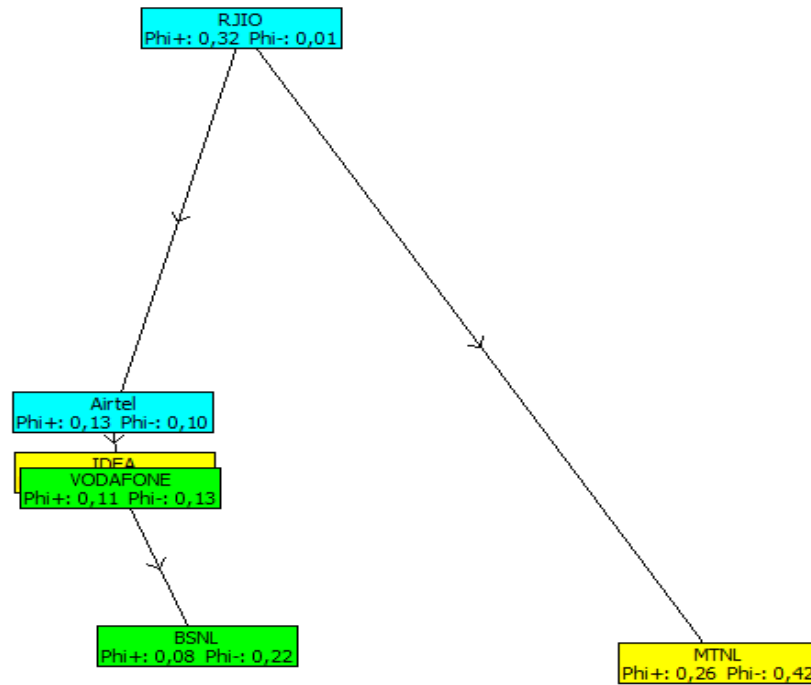 RJIO
Phi+: 0,32 Phi-: 0,01
Airtel
Phi+: 0,13 Phi-: 0,10
IDEA
VODAFONE
Phi+: 0,11 Phi-: 0,13
BSNL
Phi+: 0,08 Phi-: 0,22
MTNL
Phi+: 0,26 Phi-: 0,42